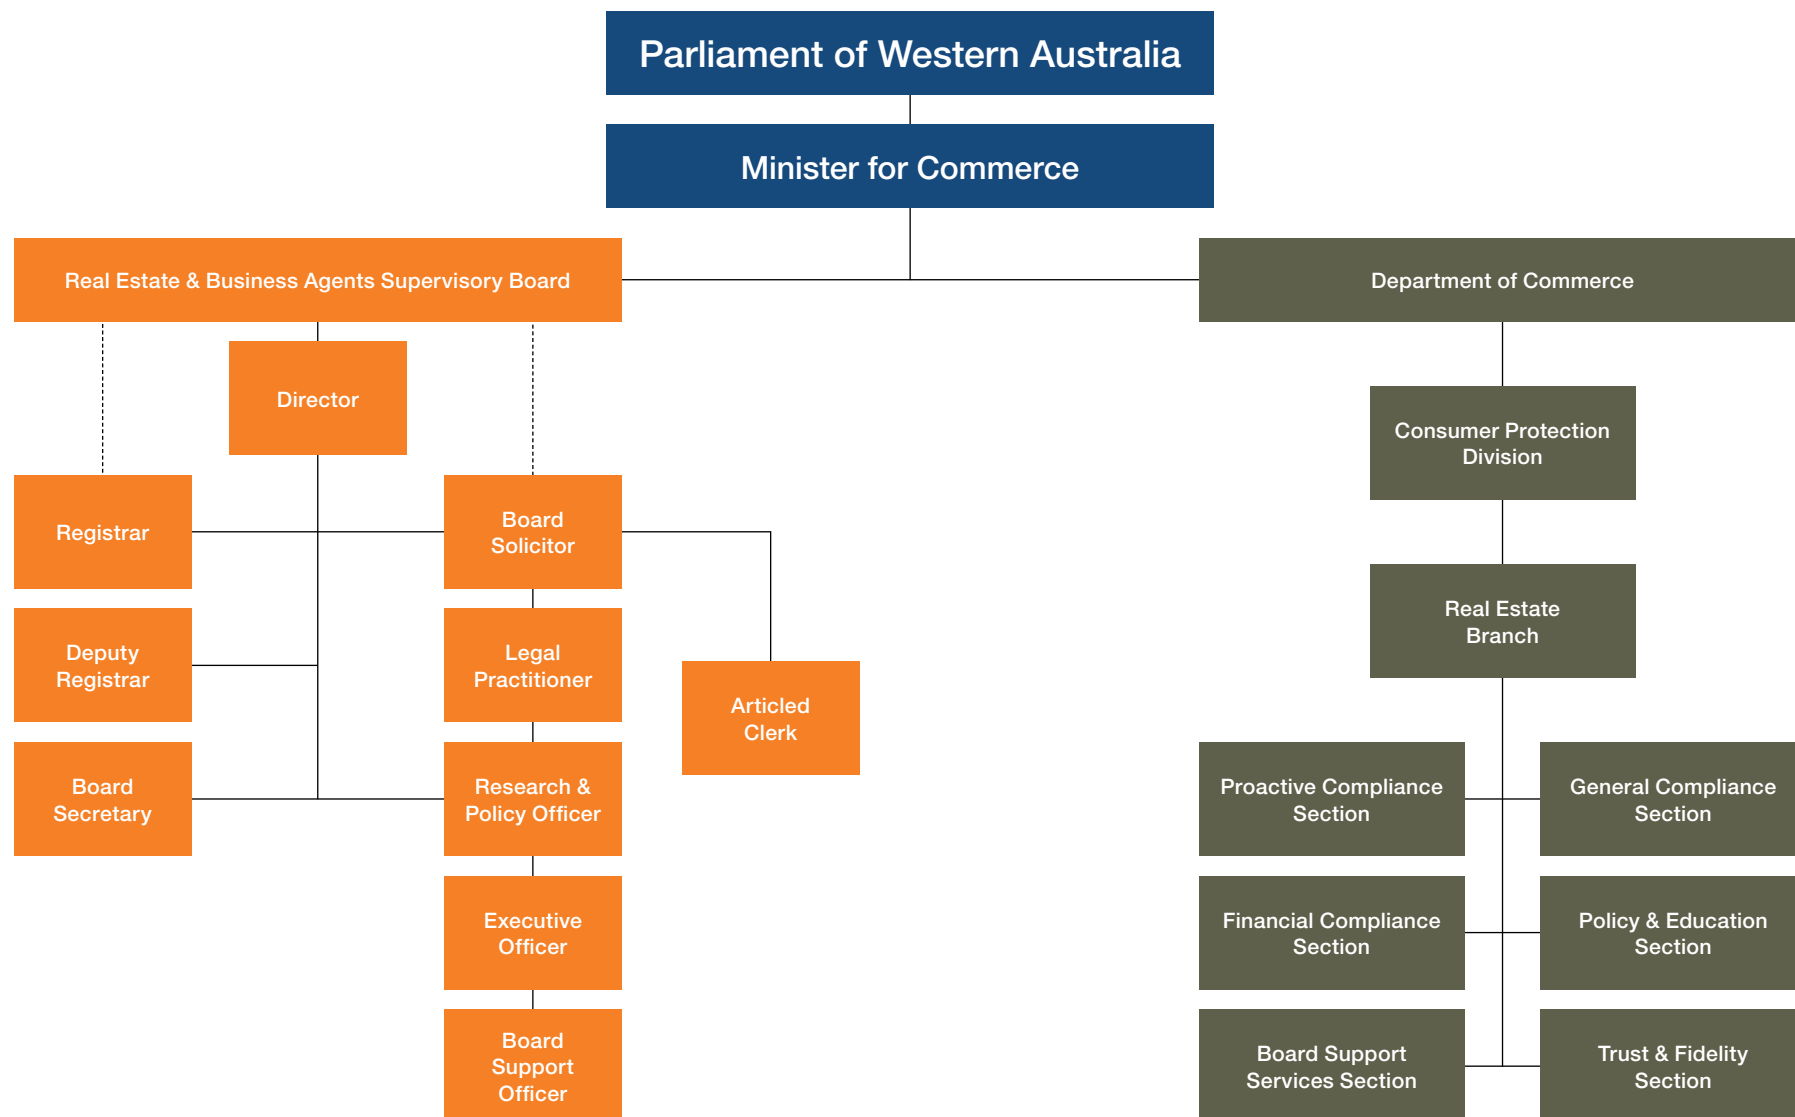 Parliament of Western Australia
Minister for Commerce
Real Estate & Business Agents Supervisory Board
Department of Commerce
Director
Consumer Protection
Division
Registrar
Board
Solicitor
Real Estate
Branch
Deputy
Registrar
Legal
Practitioner
Articled
Clerk
Board
Secretary
Research &
Policy Officer
Proactive Compliance
Section
General Compliance
Section
Executive
Officer
Financial Compliance
Section
Policy & Education
Section
Board
Support
Officer
Board Support
Services Section
Trust & Fidelity
Section